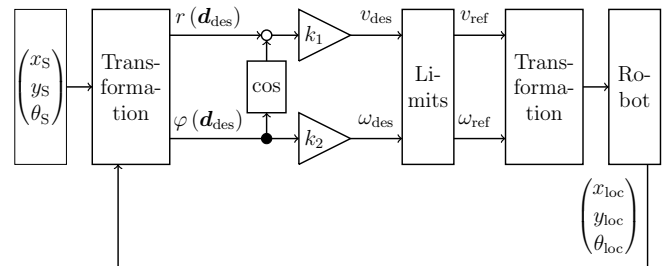 r (d_des)
v_des
v_ref
k_1
x_S
y_S
θ_S
Trans-
forma-
tion
cos
Li-
mits
Trans-
forma-
tion
Ro-
bot
φ (d_des)
ω_des
ω_ref
k_2
x_loc
y_loc
θ_loc